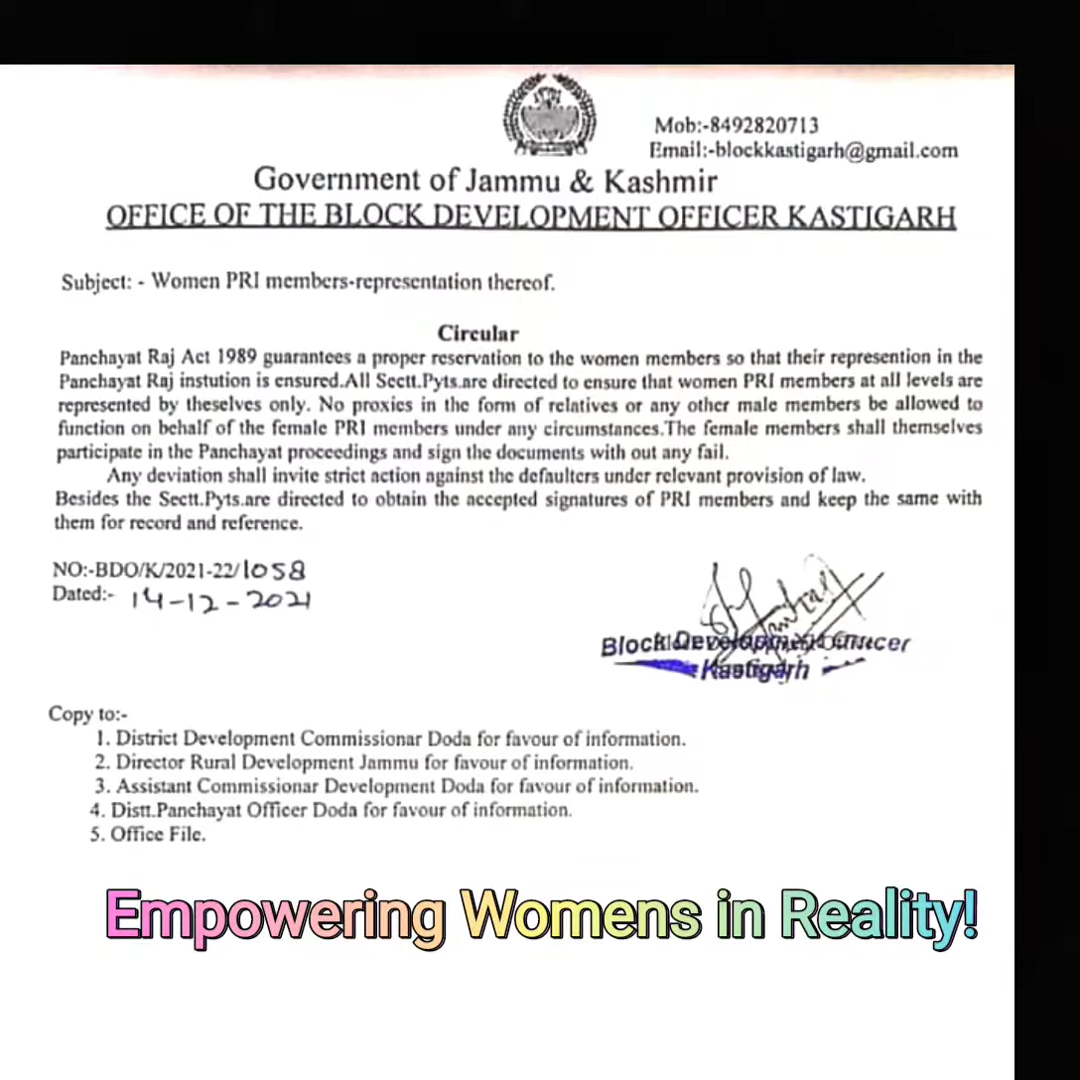 Mob:-8492820713
Email:-blockkastigarh@gmail.com
Government of Jammu & Kashmir
OFFICE OF THE BLOCK DEVELOPMENT OFFICER KASTIGARH
Subject: - Women PRI members-representation thereof.
Circular
Panchayat Raj Act 1989 guarantees a proper reservation to the women members so that their represention in the
Panchayat Raj instution is ensured.All Sectt.Pyts.are directed to ensure that women PRI members at all levels are
represented by theselves only. No proxies in the form of relatives or any other male members be allowed to
function on behalf of the female PRI members under any circumstances.The female members shall themselves
participate in the Panchayat proceedings and sign the documents with out any fail.
Any deviation shall invite strict action against the defaulters under relevant provision of law.
Besides the Sectt.Pyts.are directed to obtain the accepted signatures of PRI members and keep the same with
them for record and reference.
NO:-BDO/K/2021-22/1058
Dated:- 14-12-2021
Block Development Officer
Kastigarh
Copy to:-
1. District Development Commissionar Doda for favour of information.
2. Director Rural Development Jammu for favour of information.
3. Assistant Commissionar Development Doda for favour of information.
4. Distt.Panchayat Officer Doda for favour of information.
5. Office File.
Empowering Womens in Reality!